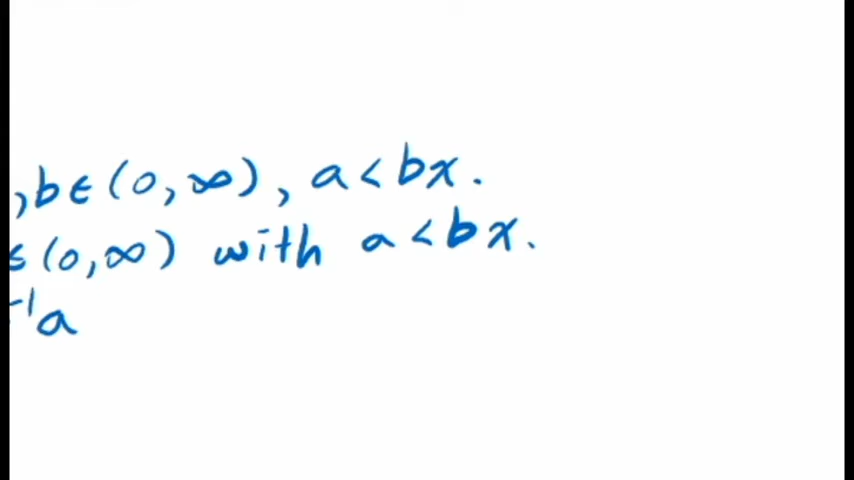 ,b∈(0,∞), a<bx.
s (0,∞) with a<bx.
⁻¹a